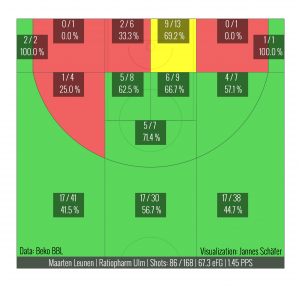 0 / 1
0.0 %
2 / 6
33.3 %
9 / 13
69.2 %
0 / 1
0.0 %
2 / 2
100.0 %
1 / 1
100.0 %
1 / 4
25.0 %
5 / 8
62.5 %
6 / 9
66.7 %
4 / 7
57.1 %
5 / 7
71.4 %
17 / 41
41.5 %
17 / 30
56.7 %
17 / 38
44.7 %
Data: Beko BBL
Visualization: Jannes Schäfer
Maarten Leunen | Ratiopharm Ulm | Shots: 86 / 168 | 67.3 eFG | 1.45 PPS